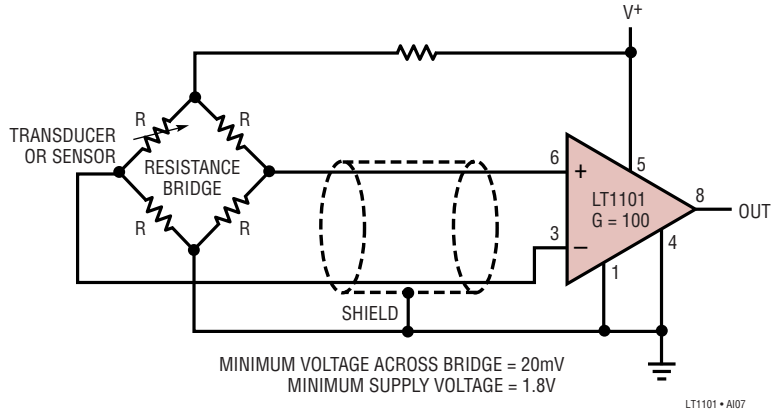 V+
R
R
TRANSDUCER
OR SENSOR
RESISTANCE
BRIDGE
R
R
6
+
5
LT1101
G = 100
8
OUT
3
–
4
1
SHIELD
MINIMUM VOLTAGE ACROSS BRIDGE = 20mV
MINIMUM SUPPLY VOLTAGE = 1.8V
LT1101 • AI07